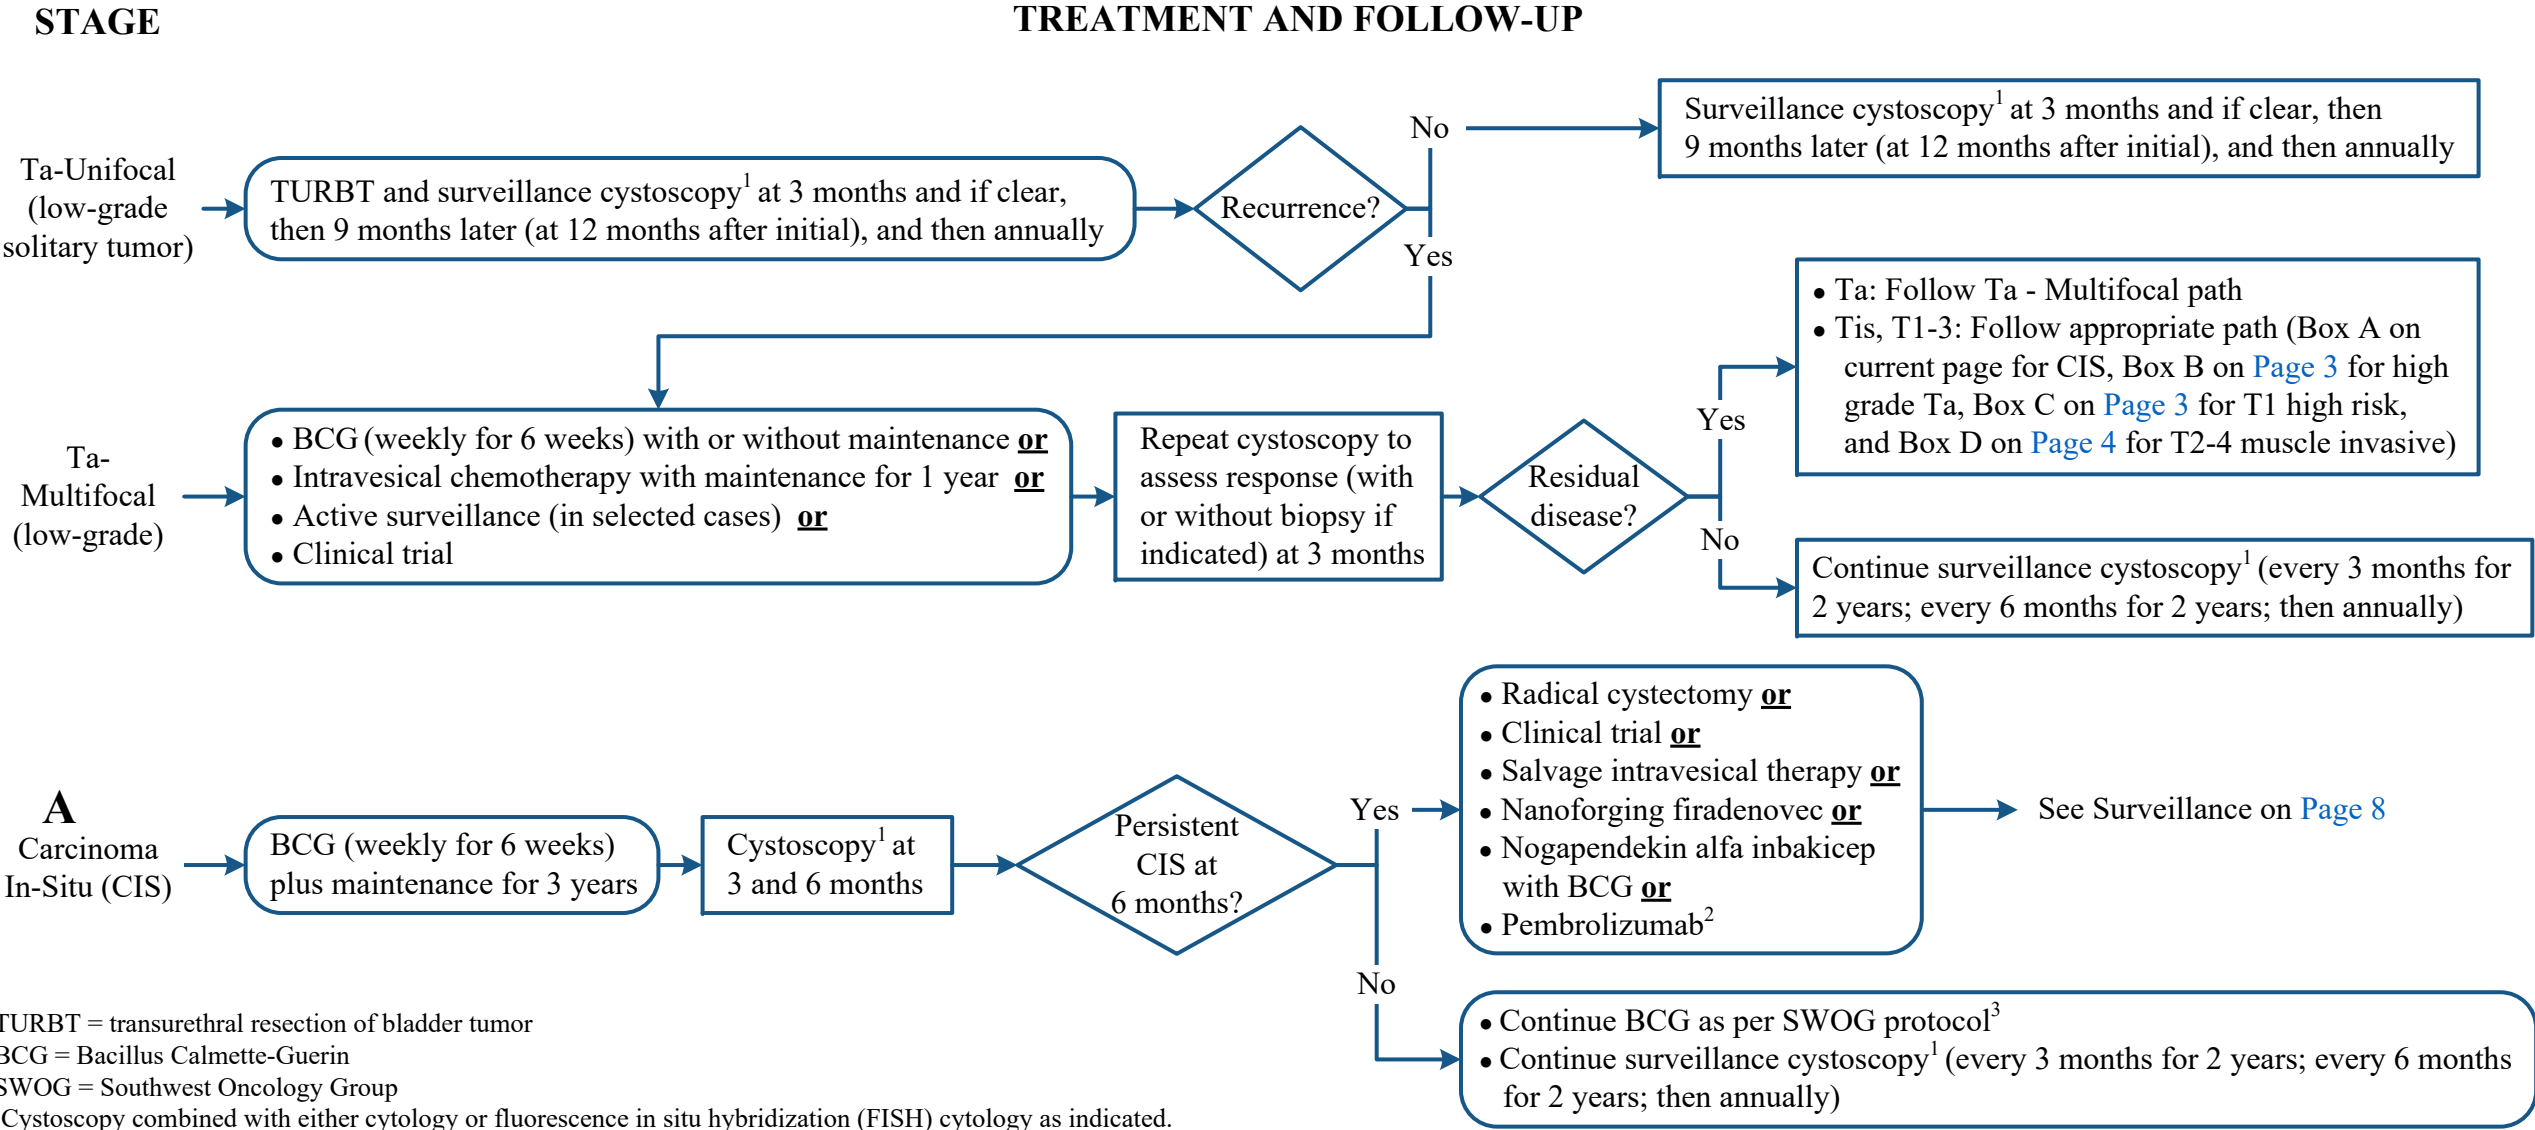 STAGE
TREATMENT AND FOLLOW-UP
Ta-Unifocal
(low-grade
solitary tumor)
TURBT and surveillance cystoscopy1 at 3 months and if clear,
then 9 months later (at 12 months after initial), and then annually
Recurrence?
No
Yes
Surveillance cystoscopy1 at 3 months and if clear, then
9 months later (at 12 months after initial), and then annually
Ta-
Multifocal
(low-grade)
● BCG (weekly for 6 weeks) with or without maintenance or
● Intravesical chemotherapy with maintenance for 1 year or
● Active surveillance (in selected cases) or
● Clinical trial
Repeat cystoscopy to
assess response (with
or without biopsy if
indicated) at 3 months
Residual
disease?
Yes
No
● Ta: Follow Ta - Multifocal path
● Tis, T1-3: Follow appropriate path (Box A on
current page for CIS, Box B on Page 3 for high
grade Ta, Box C on Page 3 for T1 high risk,
and Box D on Page 4 for T2-4 muscle invasive)
Continue surveillance cystoscopy1 (every 3 months for
2 years; every 6 months for 2 years; then annually)
A
Carcinoma
In-Situ (CIS)
BCG (weekly for 6 weeks)
plus maintenance for 3 years
Cystoscopy1 at
3 and 6 months
Persistent
CIS at
6 months?
Yes
No
● Radical cystectomy or
● Clinical trial or
● Salvage intravesical therapy or
● Nanoforging firadenovec or
● Nogapendekin alfa inbakicep
with BCG or
● Pembrolizumab2
See Surveillance on Page 8
● Continue BCG as per SWOG protocol3
● Continue surveillance cystoscopy1 (every 3 months for 2 years; every 6 months
for 2 years; then annually)
TURBT = transurethral resection of bladder tumor
BCG = Bacillus Calmette-Guerin
SWOG = Southwest Oncology Group
Cystoscopy combined with either cytology or fluorescence in situ hybridization (FISH) cytology as indicated.